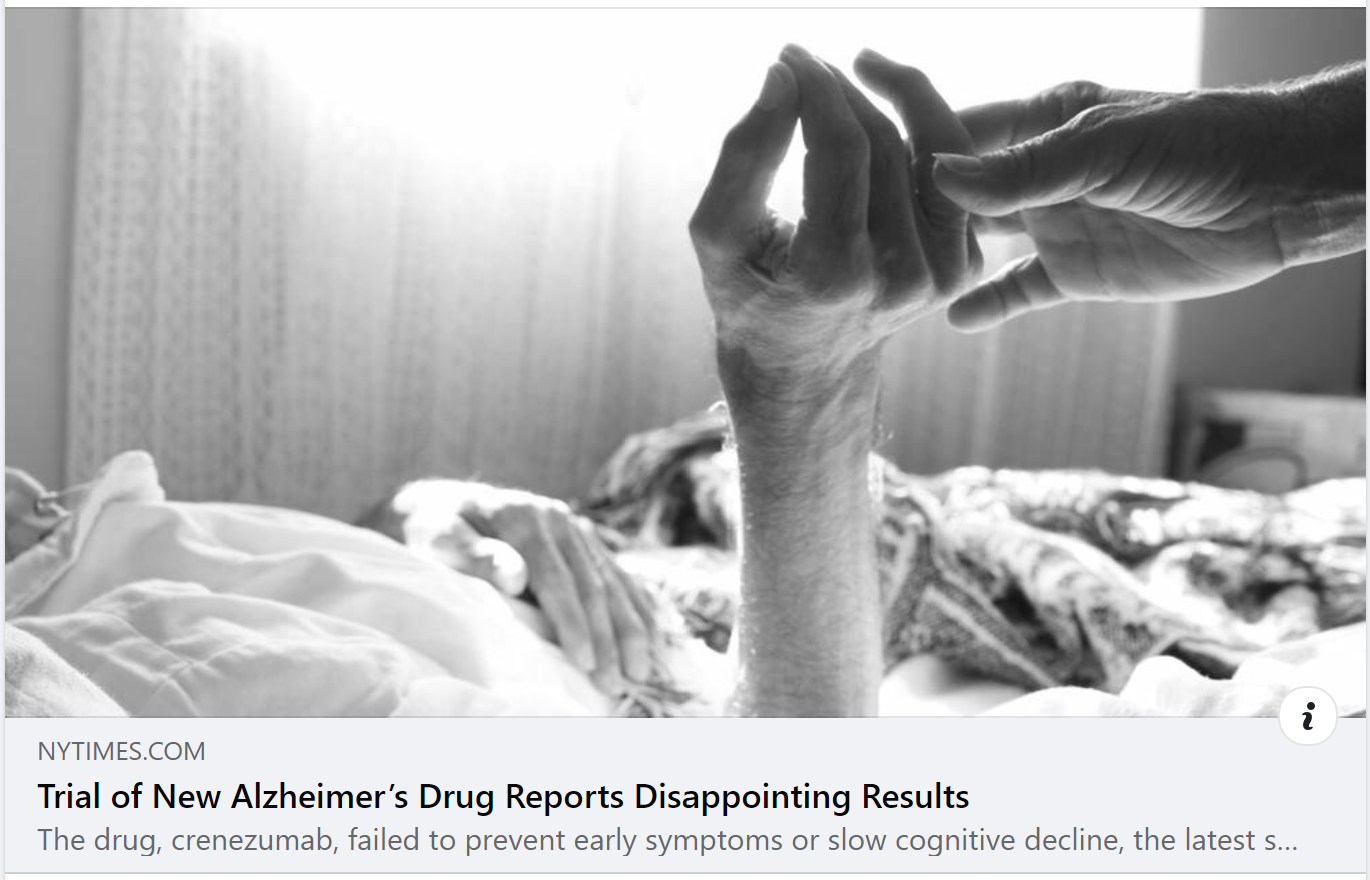 NYTIMES.COM
Trial of New Alzheimer’s Drug Reports Disappointing Results
The drug, crenezumab, failed to prevent early symptoms or slow cognitive decline, the latest s...